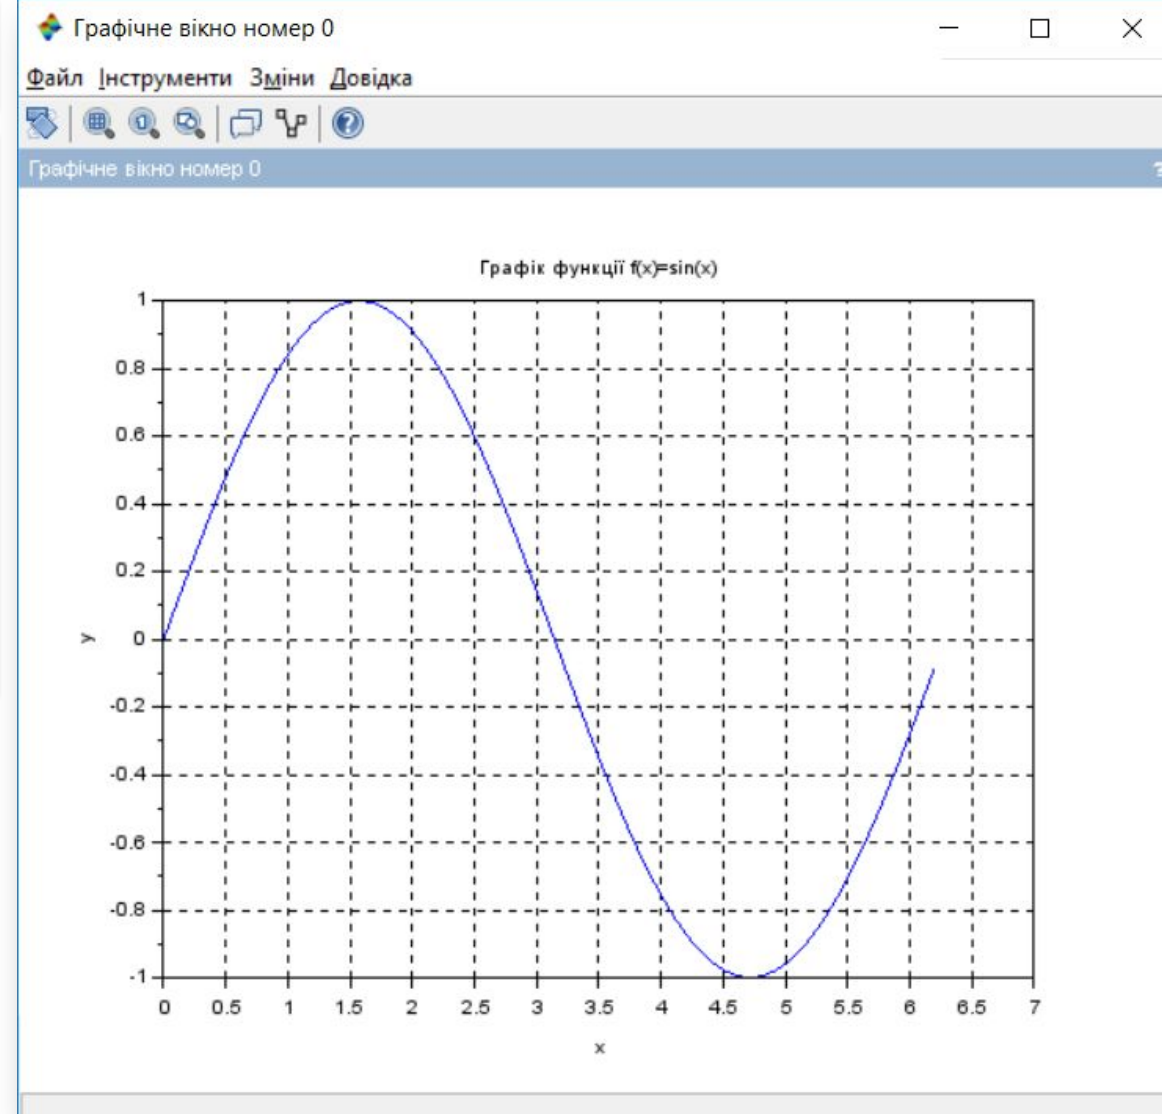 Графічне вікно номер 0
Файл Інструменти Зміни Довідка
Графічне вікно номер 0 ?
Графік функції f(x)=sin(x)
1
0.8
0.6
0.4
0.2
0
-0.2
-0.4
-0.6
-0.8
-1
y
0 0.5 1 1.5 2 2.5 3 3.5 4 4.5 5 5.5 6 6.5 7
x